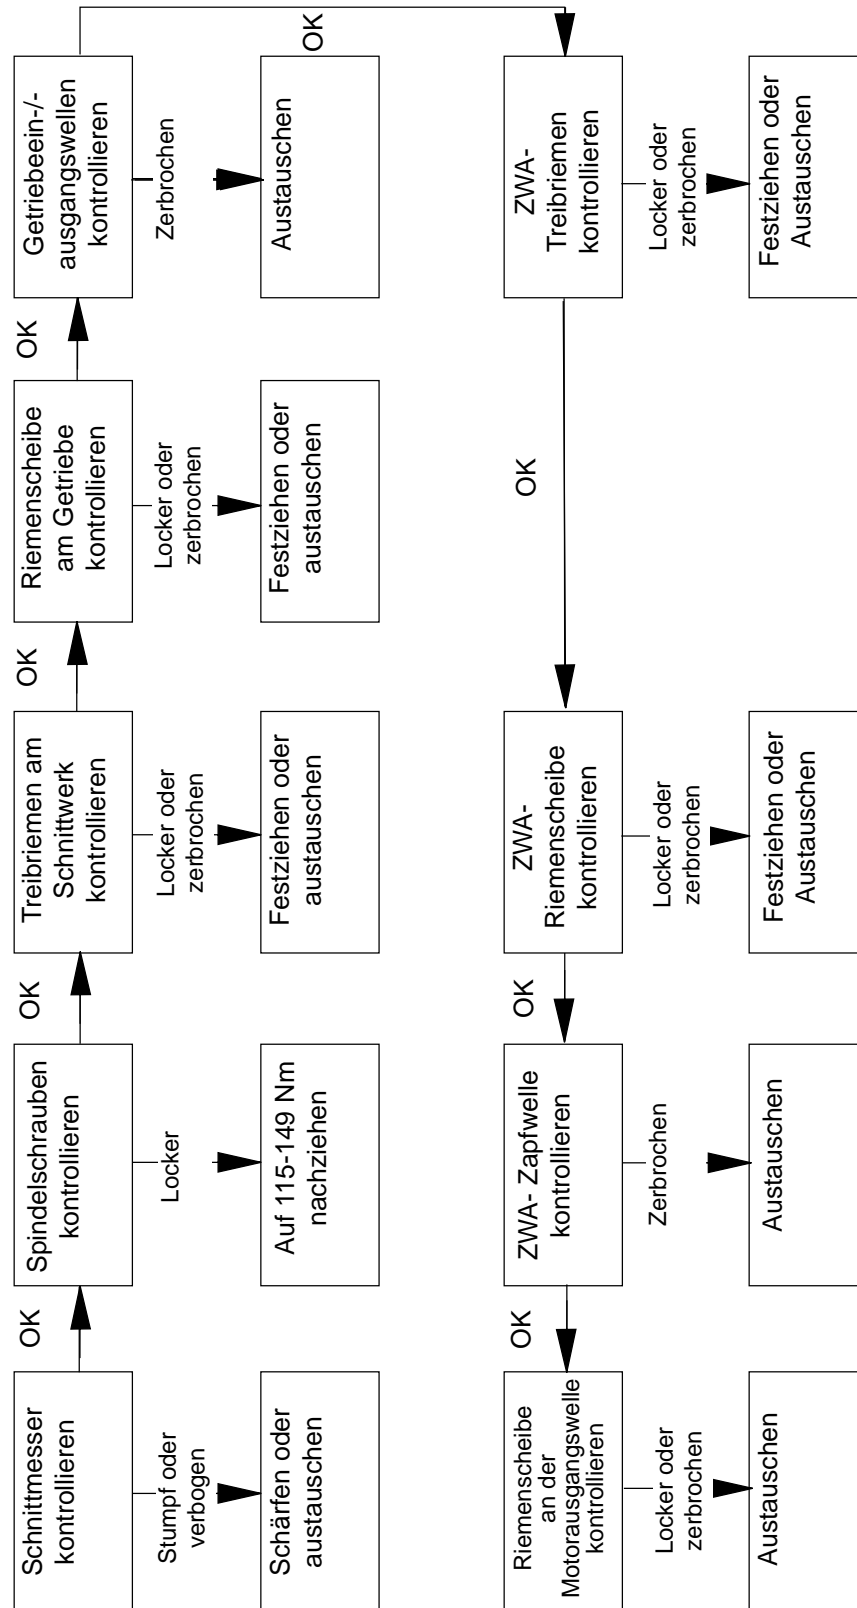 Schnittmesser
kontrollieren
Stumpf oder
verbogen
Schärfen oder
austauschen
OK
Spindelschrauben
kontrollieren
Locker
Auf 115-149 Nm
nachziehen
OK
Treibriemen am
Schnittwerk
kontrollieren
Locker oder
zerbrochen
Festziehen oder
austauschen
OK
Riemenscheibe
am Getriebe
kontrollieren
Locker oder
zerbrochen
Festziehen oder
austauschen
OK
Getriebeein-/-
ausgangswellen
kontrollieren
Zerbrochen
Austauschen
OK
ZWA-
Treibriemen
kontrollieren
Locker oder
zerbrochen
Festziehen oder
Austauschen
OK
ZWA-
Riemenscheibe
kontrollieren
Locker oder
zerbrochen
Festziehen oder
Austauschen
OK
ZWA- Zapfwelle
kontrollieren
Zerbrochen
Austauschen
OK
Riemenscheibe
an der
Motorausgangswelle
kontrollieren
Locker oder
zerbrochen
Austauschen